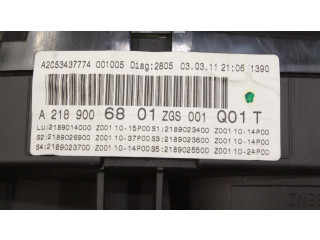 A2C53437774 001005 Diag:2805 03.03.11 21:06 1390
A 218 900 68 01 ZGS 001 Q01 T
LU:2189014000 Z001 10-15P00 S1:2189023400 Z001 10-14P00
S2:2189026900 Z001 10-37P00 S3:2189023600 Z001 10-14P00
S4:2189023700 Z001 10-14P00 S5:2189025500 Z001 10-24P00